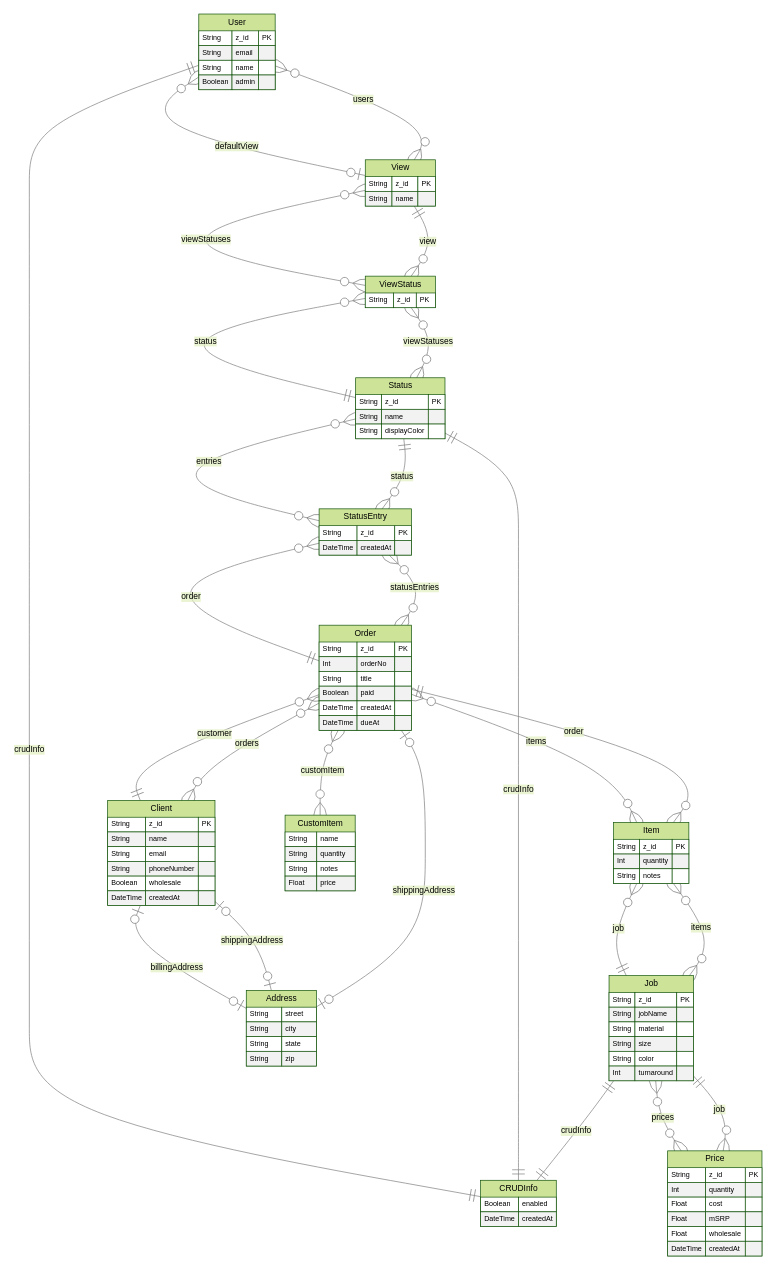 User
String z_id PK
String email
String name
Boolean admin
users
defaultView
View
String z_id PK
String name
viewStatuses
view
ViewStatus
String z_id PK
status
viewStatuses
Status
String z_id PK
String name
String displayColor
entries
status
StatusEntry
String z_id PK
DateTime createdAt
statusEntries
order
Order
String z_id PK
Int orderNo
String title
Boolean paid
DateTime createdAt
DateTime dueAt
customer
orders
items
order
crudInfo
customItem
crudInfo
Client
String z_id PK
String name
String email
String phoneNumber
Boolean wholesale
DateTime createdAt
CustomItem
String name
String quantity
String notes
Float price
Item
String z_id PK
Int quantity
String notes
shippingAddress
job
items
shippingAddress
billingAddress
Address
String street
String city
String state
String zip
Job
String z_id PK
String jobName
String material
String size
String color
Int turnaround
crudInfo
prices
job
CRUDInfo
Boolean enabled
DateTime createdAt
Price
String z_id PK
Int quantity
Float cost
Float mSRP
Float wholesale
DateTime createdAt